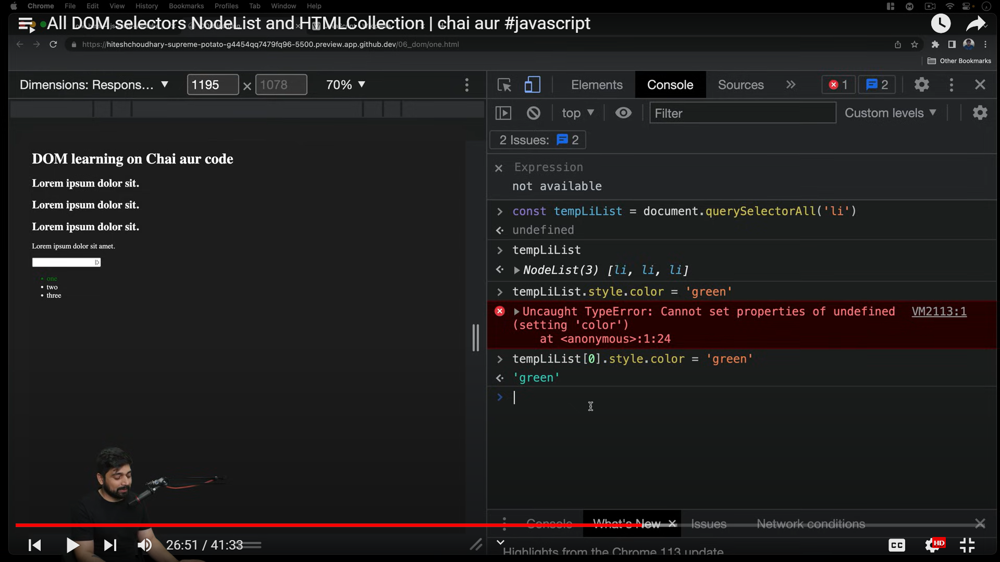 Chrome File Edit View History Bookmarks Profiles Tab Window Help
All DOM selectors NodeList and HTMLCollection | chai aur #javascript
https://hiteshchoudhary-supreme-potato-g4454qq7479fq96-5500.preview.app.github.dev/06_dom/one.html
Other Bookmarks
Dimensions: Respons... 1195 × 1078 70%
Elements Console Sources 1 2
top Filter Custom levels
2 Issues: 2
DOM learning on Chai aur code
Lorem ipsum dolor sit.
Lorem ipsum dolor sit.
Lorem ipsum dolor sit.
Lorem ipsum dolor sit amet.
• one
• two
• three
Expression
not available
const tempLiList = document.querySelectorAll('li')
undefined
tempLiList
NodeList(3) [li, li, li]
tempLiList.style.color = 'green'
Uncaught TypeError: Cannot set properties of undefined VM2113:1
(setting 'color')
at <anonymous>:1:24
tempLiList[0].style.color = 'green'
'green'
Console What's New Issues Network conditions
Highlights from the Chrome 113 update
26:51 / 41:33
CC HD